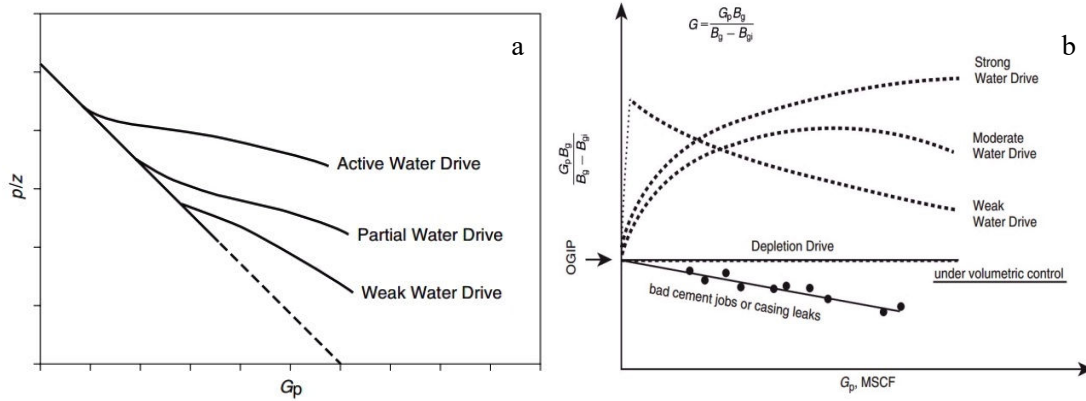 a
p/z
Active Water Drive
Partial Water Drive
Weak Water Drive
Gp
b
G = GpBg / Bg − Bgi
GpBg / Bg − Bgi
Strong
Water Drive
Moderate
Water Drive
Weak
Water Drive
OGIP
Depletion Drive
under volumetric control
bad cement jobs or casing leaks
Gp, MSCF